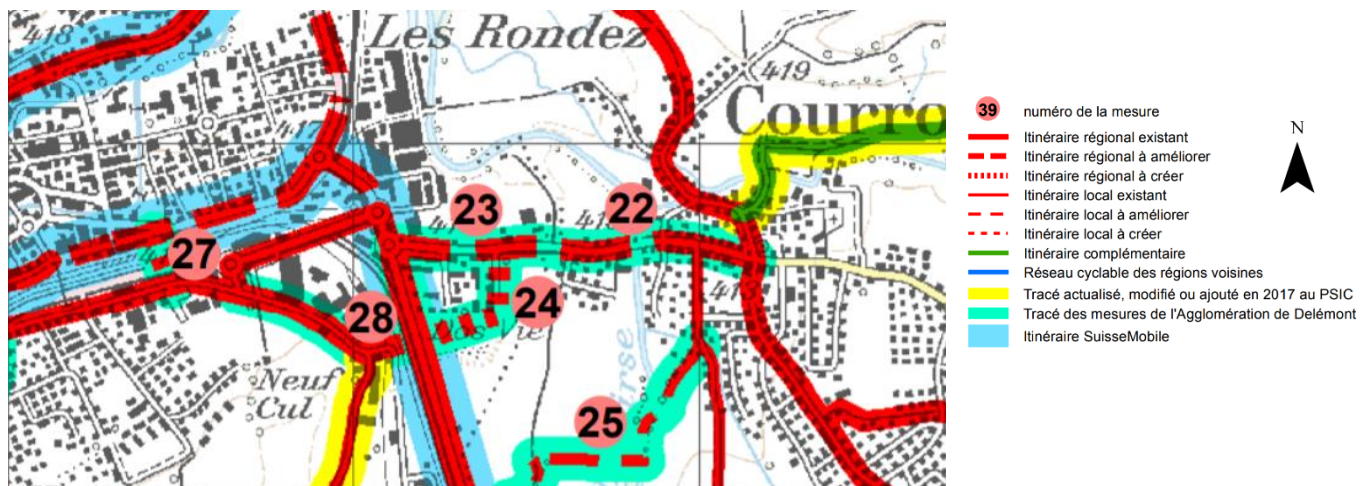 418
Les Rondez
419
Courro
23
22
27
24
28
Neuf
Cul
25
39 numéro de la mesure
Itinéraire régional existant
Itinéraire régional à améliorer
Itinéraire régional à créer
Itinéraire local existant
Itinéraire local à améliorer
Itinéraire local à créer
Itinéraire complémentaire
Réseau cyclable des régions voisines
Tracé actualisé, modifié ou ajouté en 2017 au PSIC
Tracé des mesures de l'Agglomération de Delémont
Itinéraire SuisseMobile
N